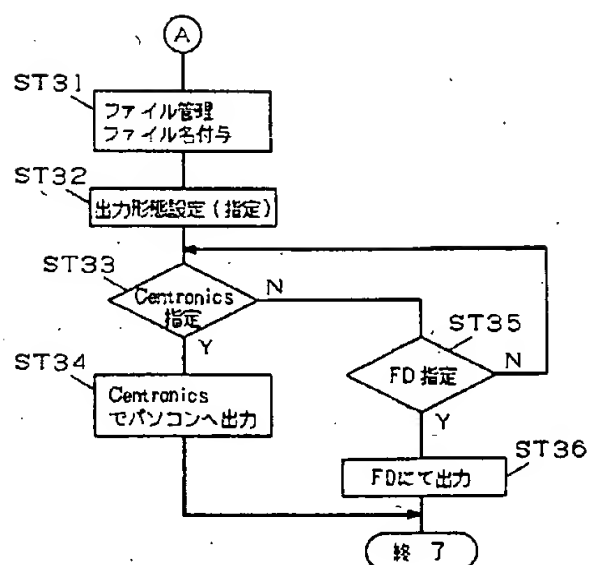 A
ST31
ファイル管理
ファイル名付与
ST32
出力形態設定(指定)
ST33
Centronics
指定
N
Y
ST35
FD指定
N
Y
ST34
Centronics
でパソコンへ出力
ST36
FDにて出力
終了